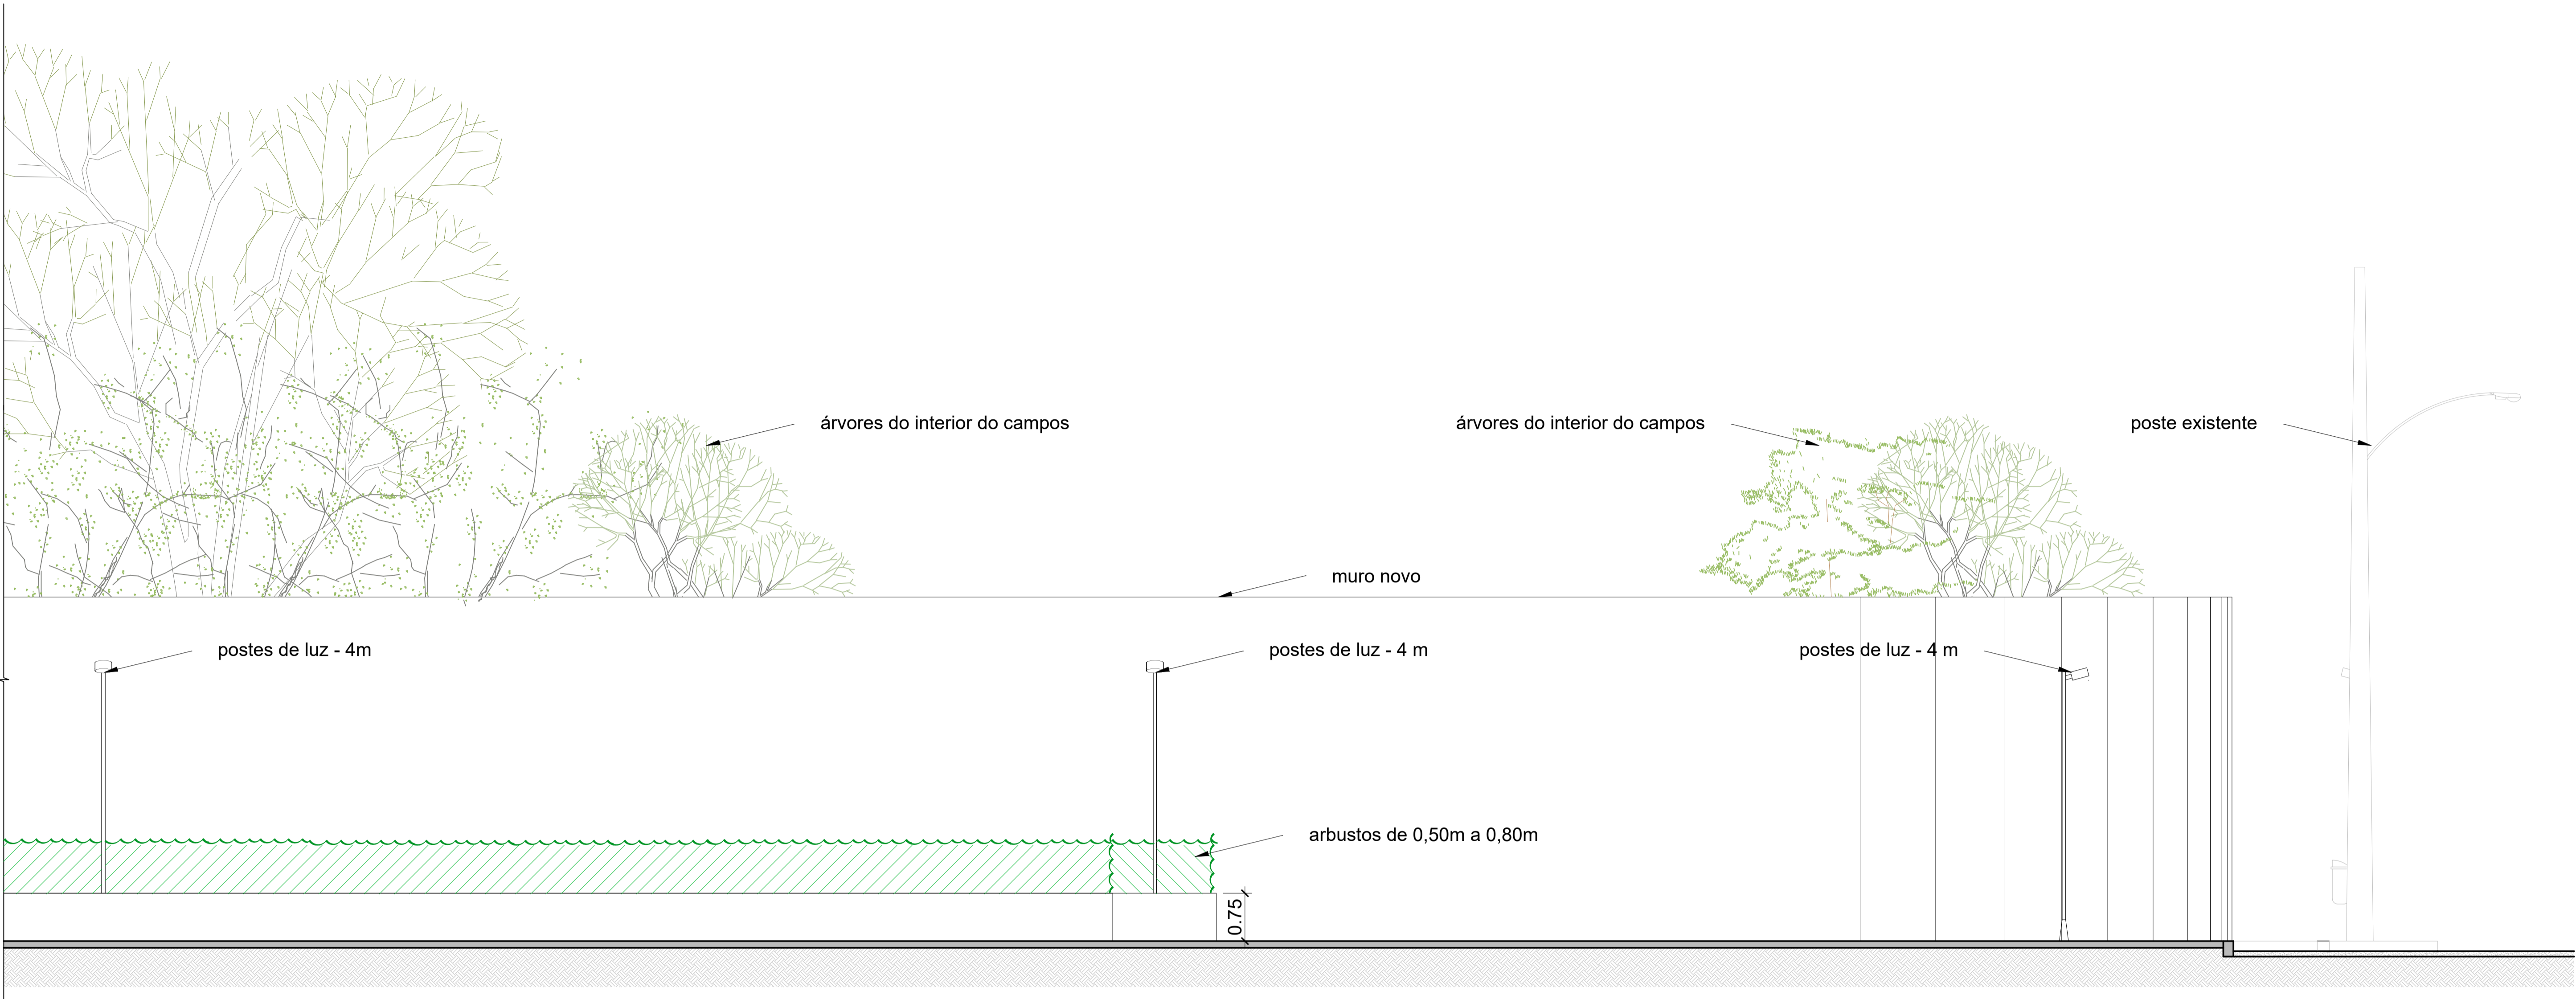 árvores do interior do campos
árvores do interior do campos
poste existente
muro novo
postes de luz - 4m
postes de luz - 4 m
postes de luz - 4 m
arbustos de 0,50m a 0,80m
0.75